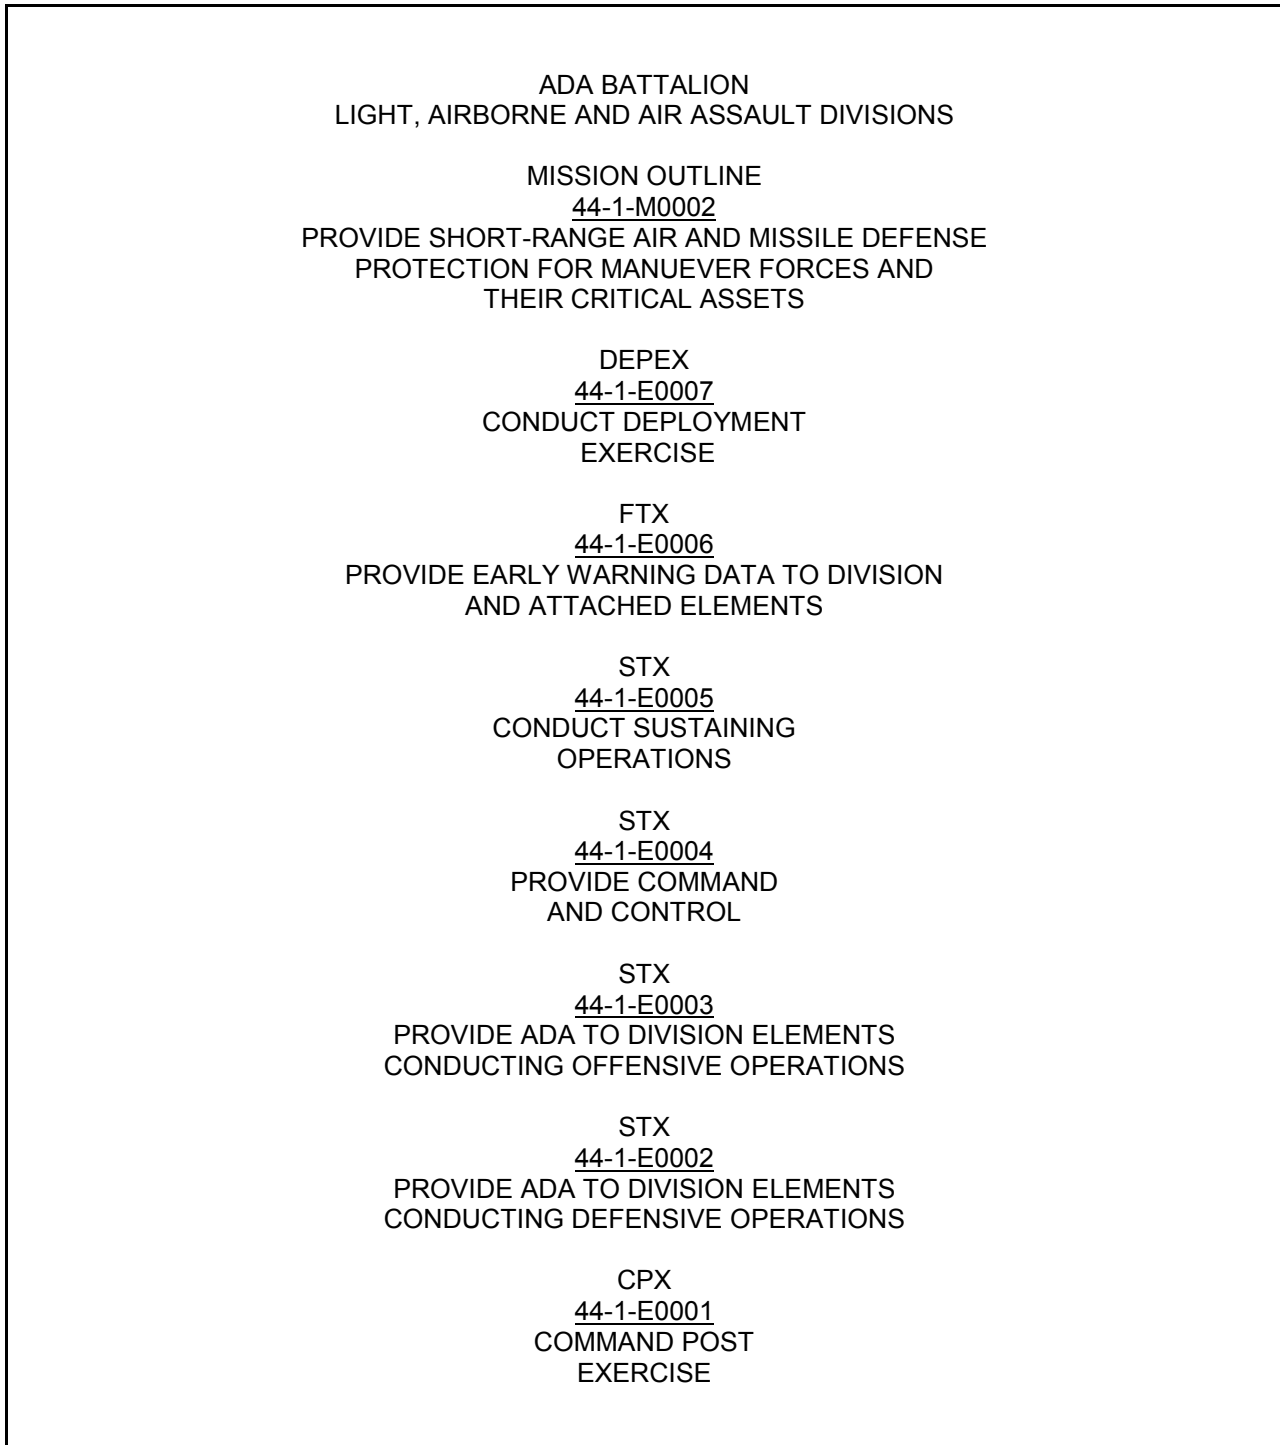 ADA BATTALION
LIGHT, AIRBORNE AND AIR ASSAULT DIVISIONS
MISSION OUTLINE
44-1-M0002
PROVIDE SHORT-RANGE AIR AND MISSILE DEFENSE
PROTECTION FOR MANUEVER FORCES AND
THEIR CRITICAL ASSETS
DEPEX
44-1-E0007
CONDUCT DEPLOYMENT
EXERCISE
FTX
44-1-E0006
PROVIDE EARLY WARNING DATA TO DIVISION
AND ATTACHED ELEMENTS
STX
44-1-E0005
CONDUCT SUSTAINING
OPERATIONS
STX
44-1-E0004
PROVIDE COMMAND
AND CONTROL
STX
44-1-E0003
PROVIDE ADA TO DIVISION ELEMENTS
CONDUCTING OFFENSIVE OPERATIONS
STX
44-1-E0002
PROVIDE ADA TO DIVISION ELEMENTS
CONDUCTING DEFENSIVE OPERATIONS
CPX
44-1-E0001
COMMAND POST
EXERCISE